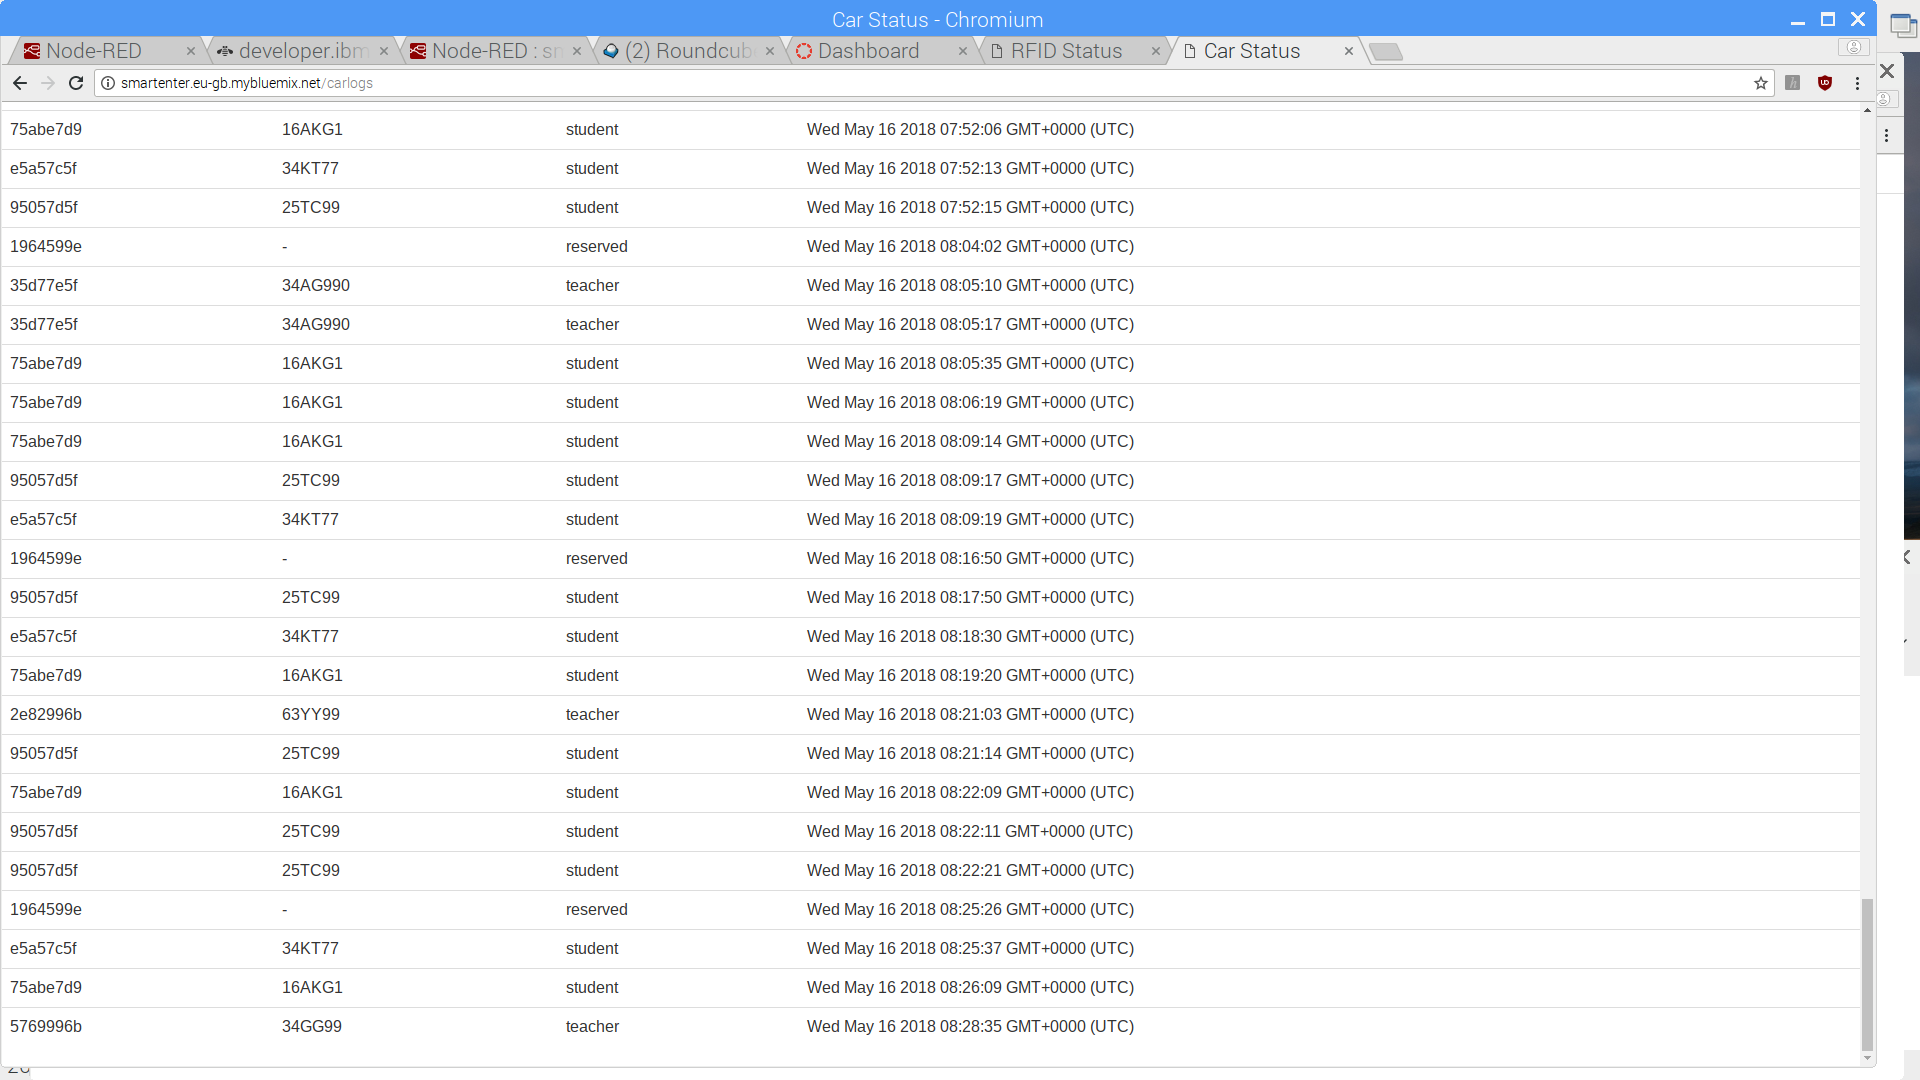 Car Status - Chromium
Node-RED
developer.ibm
Node-RED : sm
(2) Roundcub
Dashboard
RFID Status
Car Status
smartenter.eu-gb.mybluemix.net/carlogs
75abe7d9 16AKG1 student Wed May 16 2018 07:52:06 GMT+0000 (UTC)
e5a57c5f 34KT77 student Wed May 16 2018 07:52:13 GMT+0000 (UTC)
95057d5f 25TC99 student Wed May 16 2018 07:52:15 GMT+0000 (UTC)
1964599e - reserved Wed May 16 2018 08:04:02 GMT+0000 (UTC)
35d77e5f 34AG990 teacher Wed May 16 2018 08:05:10 GMT+0000 (UTC)
35d77e5f 34AG990 teacher Wed May 16 2018 08:05:17 GMT+0000 (UTC)
75abe7d9 16AKG1 student Wed May 16 2018 08:05:35 GMT+0000 (UTC)
75abe7d9 16AKG1 student Wed May 16 2018 08:06:19 GMT+0000 (UTC)
75abe7d9 16AKG1 student Wed May 16 2018 08:09:14 GMT+0000 (UTC)
95057d5f 25TC99 student Wed May 16 2018 08:09:17 GMT+0000 (UTC)
e5a57c5f 34KT77 student Wed May 16 2018 08:09:19 GMT+0000 (UTC)
1964599e - reserved Wed May 16 2018 08:16:50 GMT+0000 (UTC)
95057d5f 25TC99 student Wed May 16 2018 08:17:50 GMT+0000 (UTC)
e5a57c5f 34KT77 student Wed May 16 2018 08:18:30 GMT+0000 (UTC)
75abe7d9 16AKG1 student Wed May 16 2018 08:19:20 GMT+0000 (UTC)
2e82996b 63YY99 teacher Wed May 16 2018 08:21:03 GMT+0000 (UTC)
95057d5f 25TC99 student Wed May 16 2018 08:21:14 GMT+0000 (UTC)
75abe7d9 16AKG1 student Wed May 16 2018 08:22:09 GMT+0000 (UTC)
95057d5f 25TC99 student Wed May 16 2018 08:22:11 GMT+0000 (UTC)
95057d5f 25TC99 student Wed May 16 2018 08:22:21 GMT+0000 (UTC)
1964599e - reserved Wed May 16 2018 08:25:26 GMT+0000 (UTC)
e5a57c5f 34KT77 student Wed May 16 2018 08:25:37 GMT+0000 (UTC)
75abe7d9 16AKG1 student Wed May 16 2018 08:26:09 GMT+0000 (UTC)
5769996b 34GG99 teacher Wed May 16 2018 08:28:35 GMT+0000 (UTC)